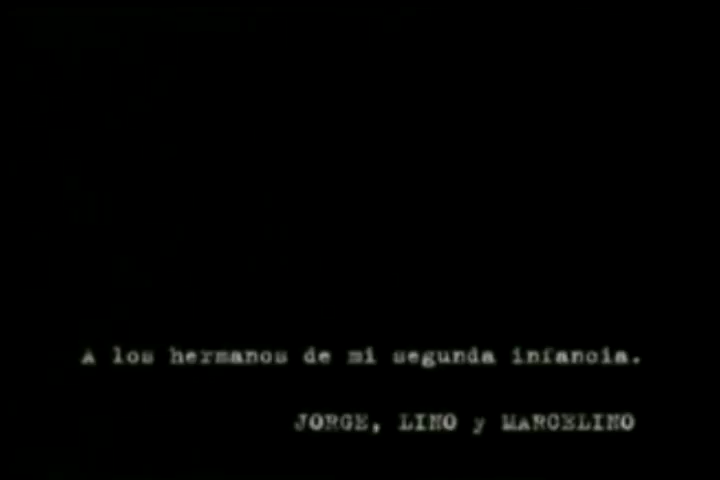 A los hermanos de mi segunda infancia.
JORGE, LINO y MARCELINO